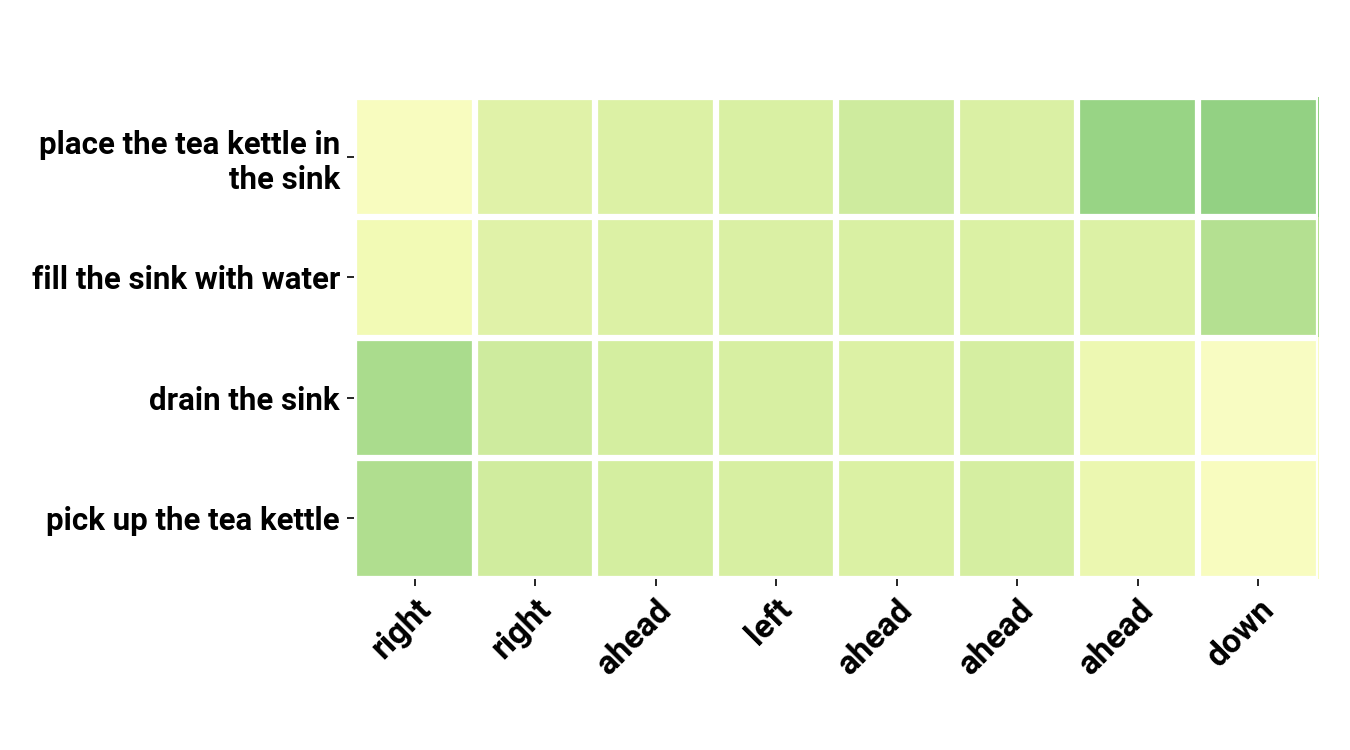 place the tea kettle in
the sink
fill the sink with water
drain the sink
pick up the tea kettle
right
right
ahead
left
ahead
ahead
ahead
down